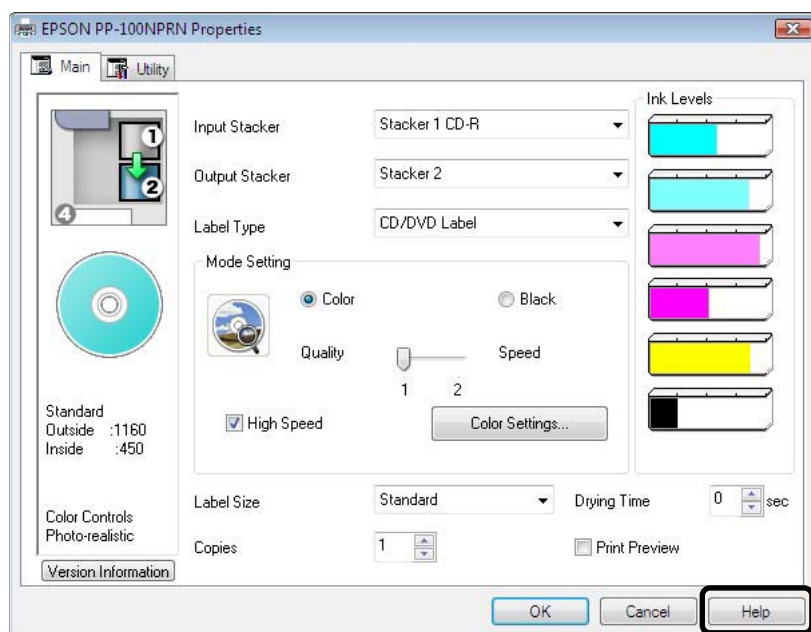 EPSON PP-100NPRN Properties
Main Utility
1
2
4
Standard
Outside :1160
Inside :450
Color Controls
Photo-realistic
Version Information
Input Stacker Stacker 1 CD-R
Output Stacker Stacker 2
Label Type CD/DVD Label
Mode Setting
Color Black
Quality Speed
1 2
High Speed Color Settings...
Label Size Standard Drying Time 0 sec
Copies 1 Print Preview
Ink Levels
OK Cancel Help